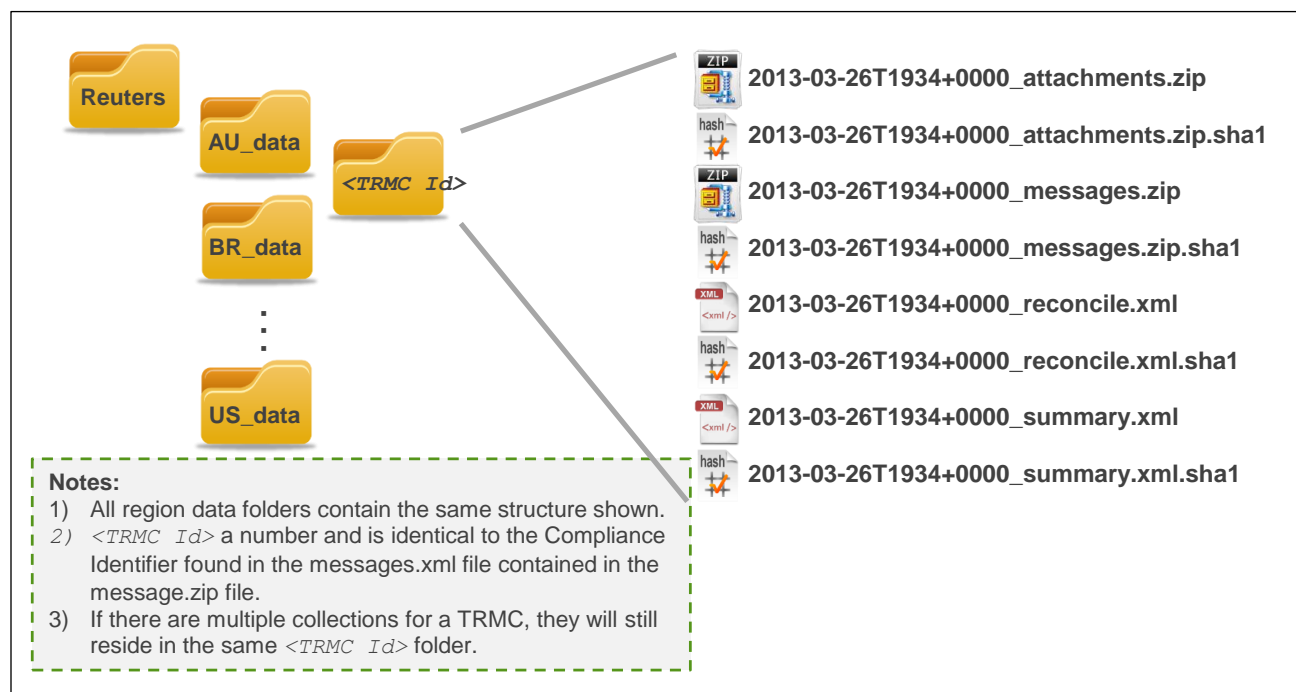 Reuters
AU_data
<TRMC Id>
BR_data
.
.
.
US_data
ZIP
2013-03-26T1934+0000_attachments.zip
hash
2013-03-26T1934+0000_attachments.zip.sha1
ZIP
2013-03-26T1934+0000_messages.zip
hash
2013-03-26T1934+0000_messages.zip.sha1
XML
<xml />
2013-03-26T1934+0000_reconcile.xml
hash
2013-03-26T1934+0000_reconcile.xml.sha1
XML
<xml />
2013-03-26T1934+0000_summary.xml
hash
2013-03-26T1934+0000_summary.xml.sha1
Notes:
1) All region data folders contain the same structure shown.
2) <TRMC Id> a number and is identical to the Compliance
Identifier found in the messages.xml file contained in the
message.zip file.
3) If there are multiple collections for a TRMC, they will still
reside in the same <TRMC Id> folder.